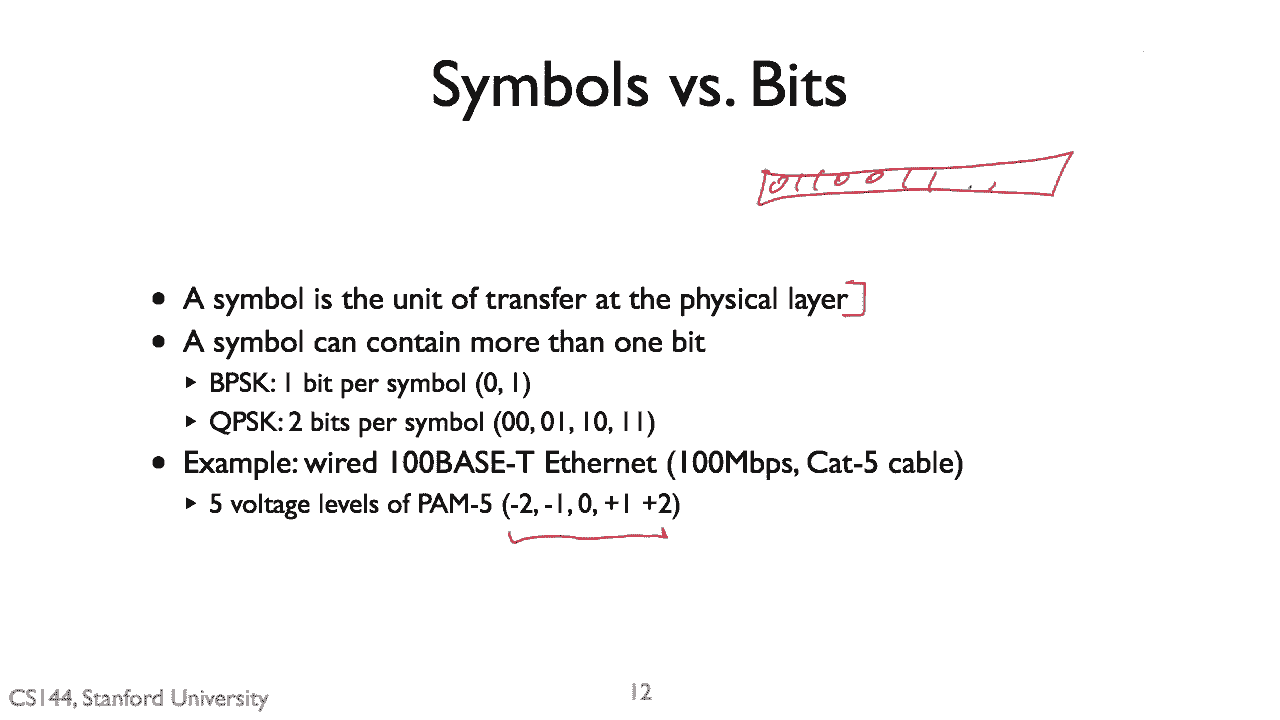 Symbols vs. Bits
0110011...
• A symbol is the unit of transfer at the physical layer
• A symbol can contain more than one bit
▸ BPSK: 1 bit per symbol (0, 1)
▸ QPSK: 2 bits per symbol (00, 01, 10, 11)
• Example: wired 100BASE-T Ethernet (100Mbps, Cat-5 cable)
▸ 5 voltage levels of PAM-5 (-2, -1, 0, +1 +2)
CS144, Stanford University
12